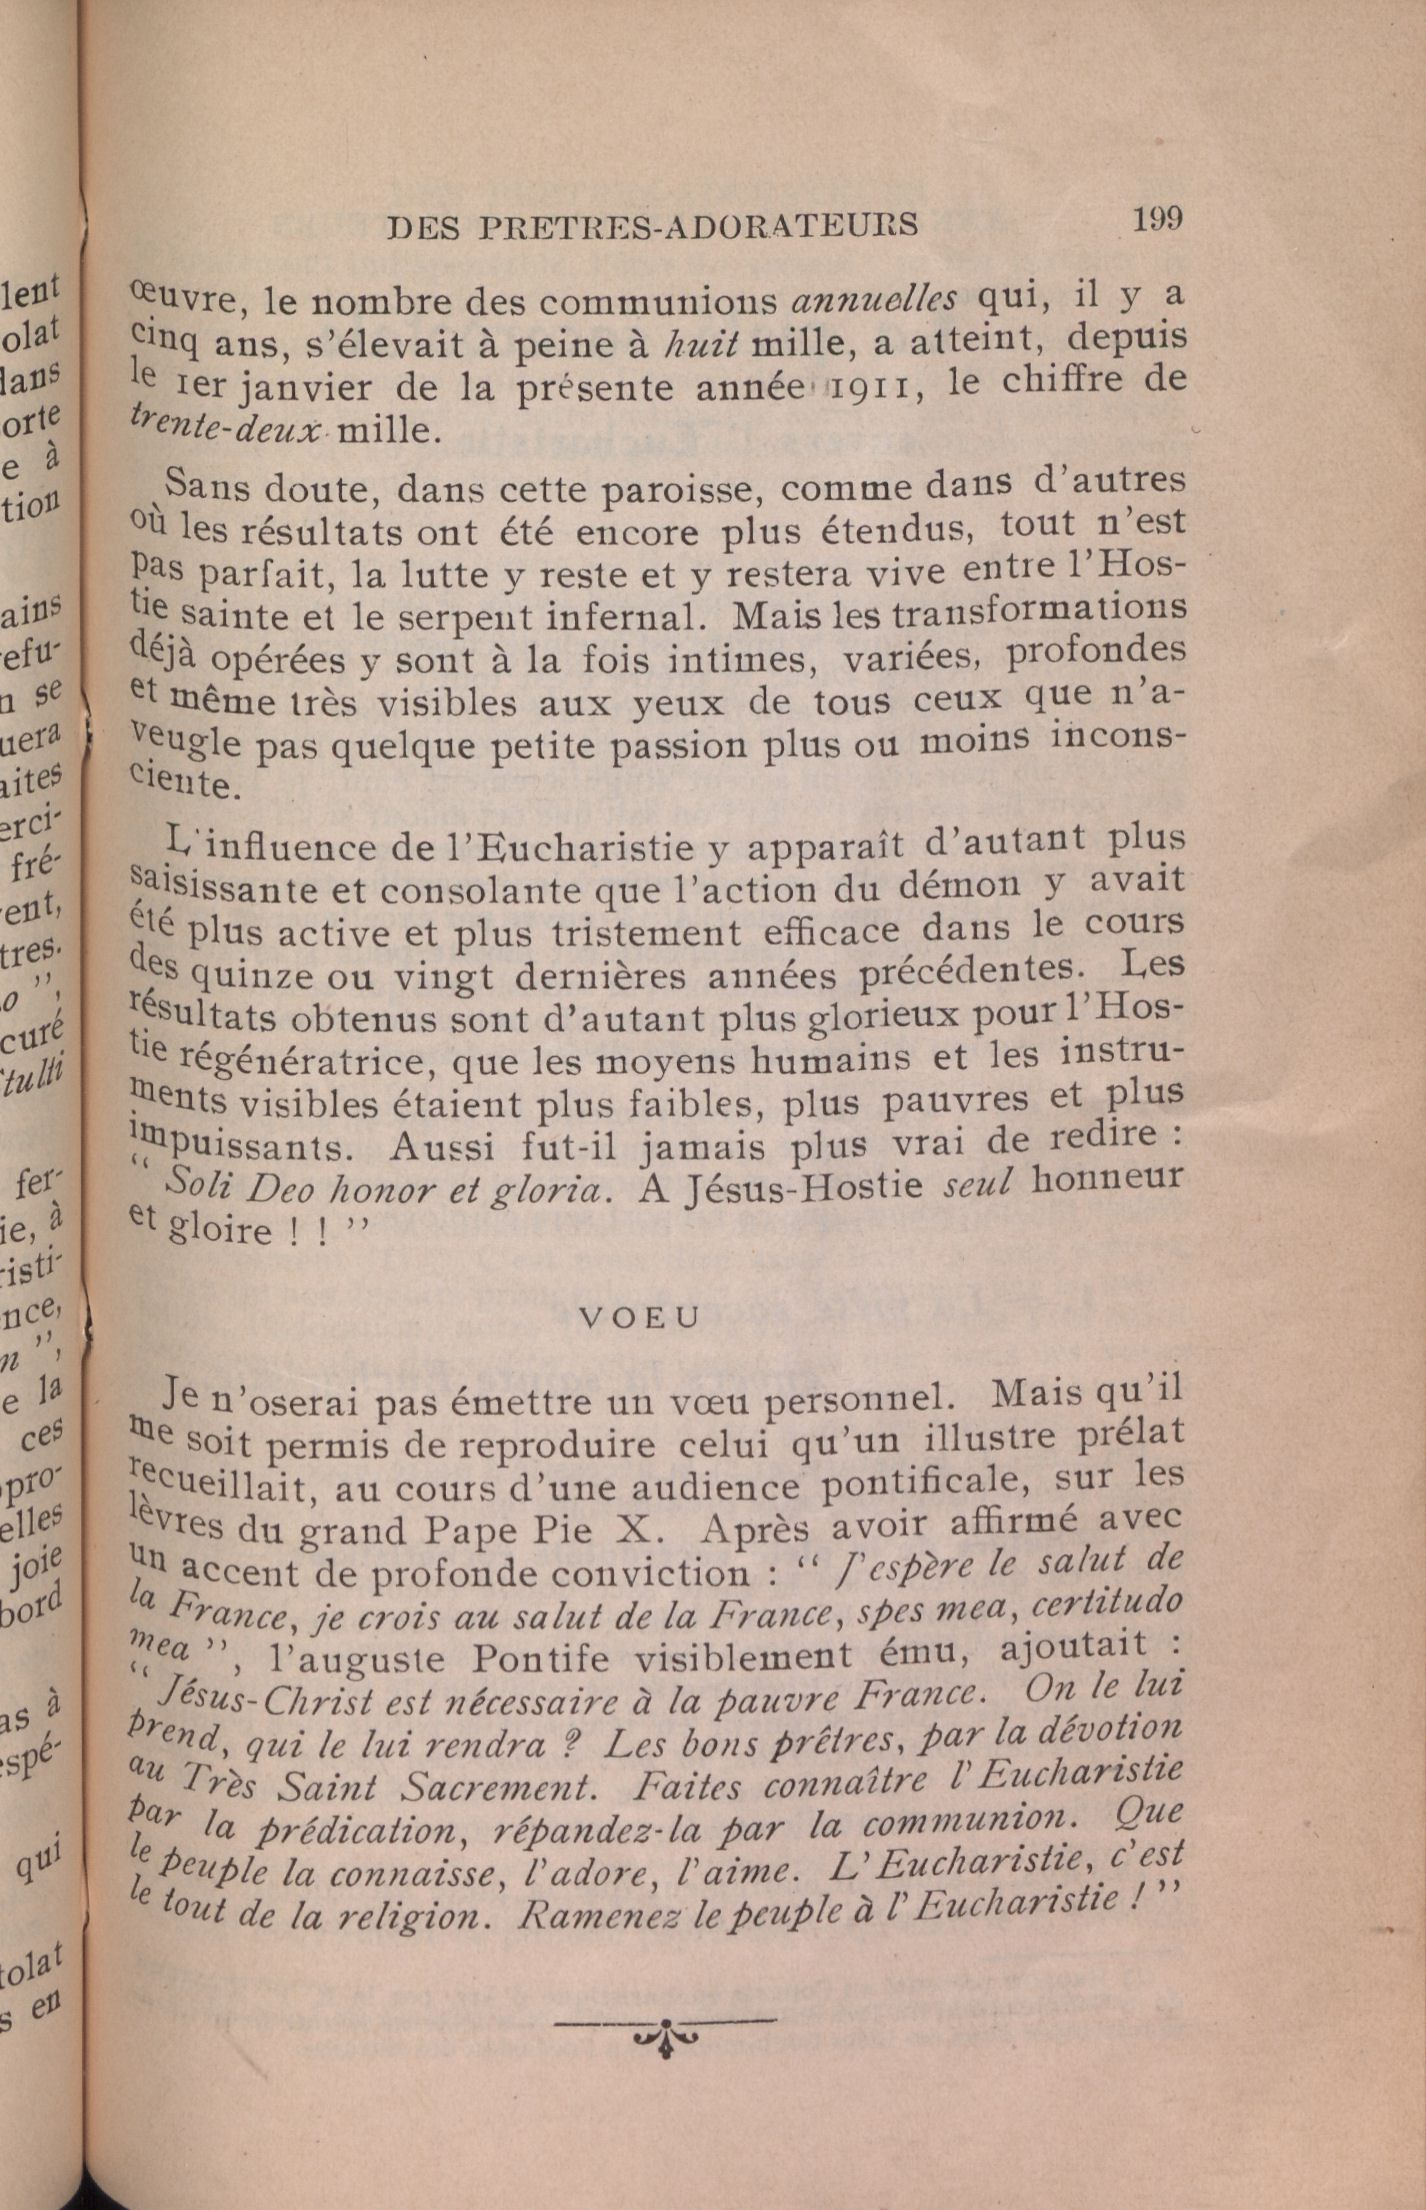 DES PRETRES-ADORATEURS 199
œuvre, le nombre des communions annuelles qui, il y a
cinq ans, s'élevait à peine à huit mille, a atteint, depuis
le 1er janvier de la présente année 1911, le chiffre de
trente-deux mille.
Sans doute, dans cette paroisse, comme dans d'autres
où les résultats ont été encore plus étendus, tout n'est
pas parfait, la lutte y reste et y restera vive entre l'Hos-
tie sainte et le serpent infernal. Mais les transformations
déjà opérées y sont à la fois intimes, variées, profondes
et même très visibles aux yeux de tous ceux que n'a-
veugle pas quelque petite passion plus ou moins incons-
ciente.
L'influence de l'Eucharistie y apparaît d'autant plus
saisissante et consolante que l'action du démon y avait
été plus active et plus tristement efficace dans le cours
des quinze ou vingt dernières années précédentes. Les
résultats obtenus sont d'autant plus glorieux pour l'Hos-
tie régénératrice, que les moyens humains et les instru-
ments visibles étaient plus faibles, plus pauvres et plus
impuissants. Aussi fut-il jamais plus vrai de redire :
“ Soli Deo honor et gloria. A Jésus-Hostie seul honneur
et gloire ! ! ”
VOEU
Je n'oserai pas émettre un vœu personnel. Mais qu'il
me soit permis de reproduire celui qu'un illustre prélat
recueillait, au cours d'une audience pontificale, sur les
lèvres du grand Pape Pie X. Après avoir affirmé avec
un accent de profonde conviction : “ J'espère le salut de
la France, je crois au salut de la France, spes mea, certitudo
mea ”, l'auguste Pontife visiblement ému, ajoutait :
“ Jésus-Christ est nécessaire à la pauvre France. On le lui
prend, qui le lui rendra ? Les bons prêtres, par la dévotion
au Très Saint Sacrement. Faites connaître l'Eucharistie
par la prédication, répandez-la par la communion. Que
le peuple la connaisse, l'adore, l'aime. L'Eucharistie, c'est
le tout de la religion. Ramenez le peuple à l'Eucharistie ! ”